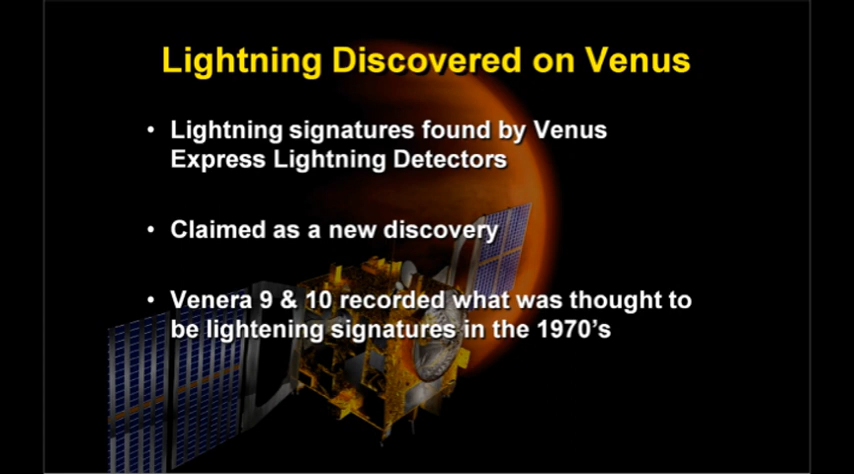 Lightning Discovered on Venus
• Lightning signatures found by Venus
Express Lightning Detectors
• Claimed as a new discovery
• Venera 9 & 10 recorded what was thought to
be lightening signatures in the 1970's